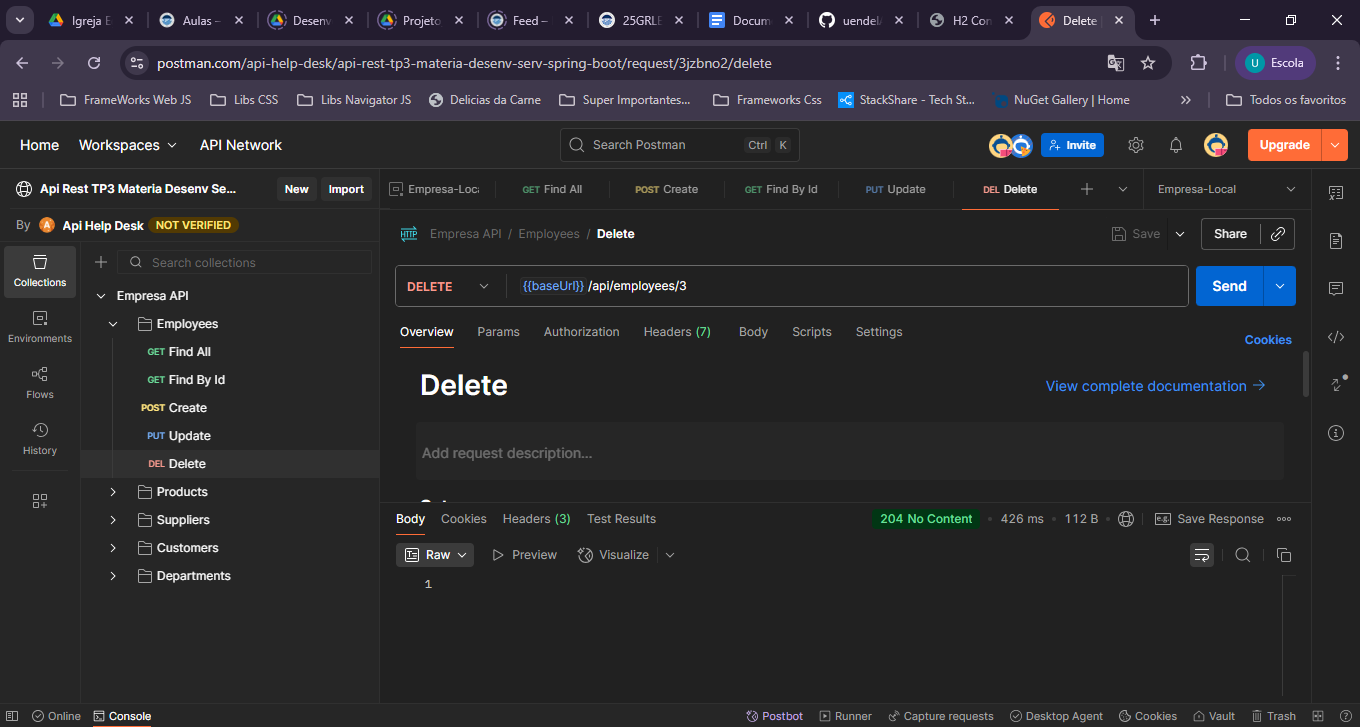 Igreja E
Aulas –
Desenv
Projeto
Feed –
25GRLE
Docum
uendel
H2 Con
Delete
postman.com/api-help-desk/api-rest-tp3-materia-desenv-serv-spring-boot/request/3jzbno2/delete
U Escola
FrameWorks Web JS
Libs CSS
Libs Navigator JS
Delicias da Carne
Super Importantes...
Frameworks Css
StackShare - Tech St...
NuGet Gallery | Home
Todos os favoritos
Home
Workspaces
API Network
Search Postman
Ctrl K
Invite
Upgrade
Api Rest TP3 Materia Desenv Se...
New
Import
Empresa-Loca
GET Find All
POST Create
GET Find By Id
PUT Update
DEL Delete
Empresa-Local
By A Api Help Desk NOT VERIFIED
HTTP Empresa API / Employees / Delete
Save
Share
Collections
Environments
Flows
History
Search collections
Empresa API
Employees
GET Find All
GET Find By Id
POST Create
PUT Update
DEL Delete
Products
Suppliers
Customers
Departments
DELETE
{{baseUrl}} /api/employees/3
Send
Overview
Params
Authorization
Headers (7)
Body
Scripts
Settings
Cookies
Delete
View complete documentation →
Add request description...
Body
Cookies
Headers (3)
Test Results
204 No Content
426 ms
112 B
e.g. Save Response
Raw
Preview
Visualize
1
Online
Console
Postbot
Runner
Capture requests
Desktop Agent
Cookies
Vault
Trash